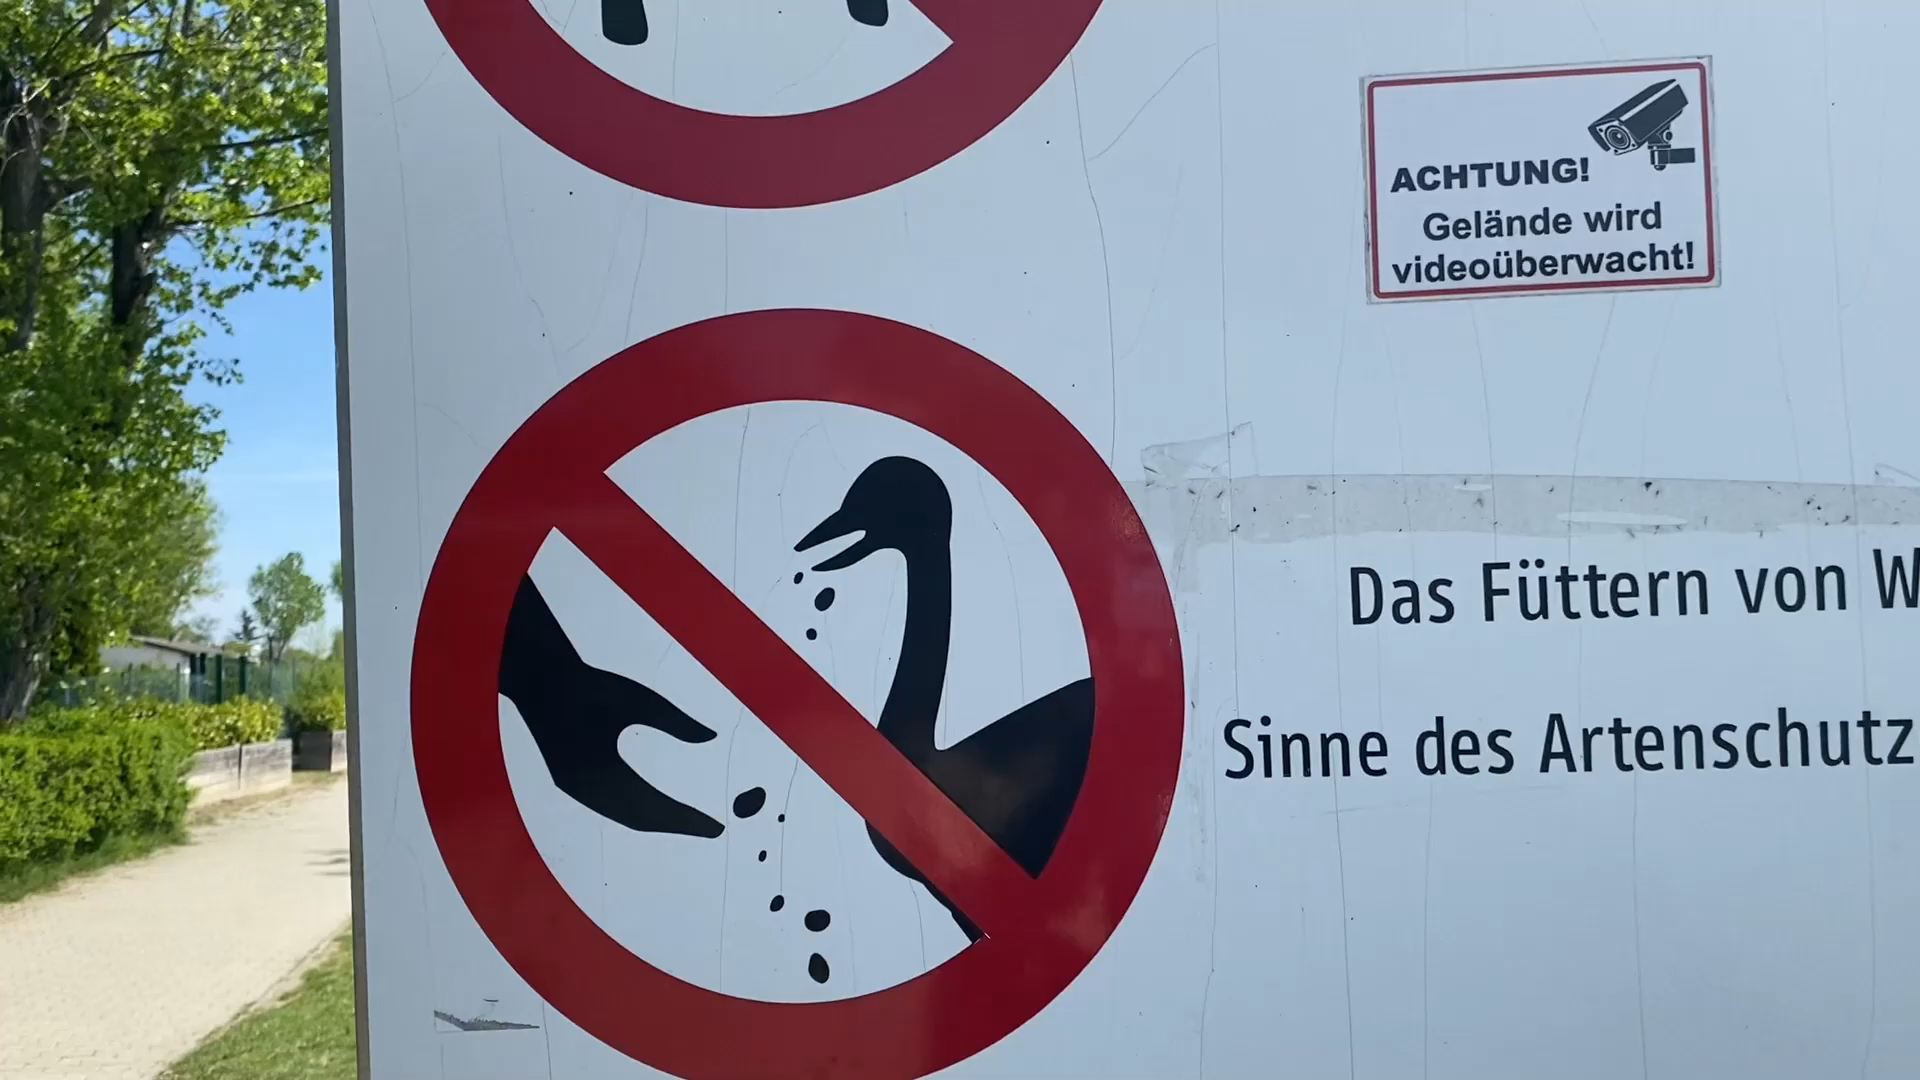 ACHTUNG!
Gelände wird
videoüberwacht!
Das Füttern von
Sinne des Artenschutz